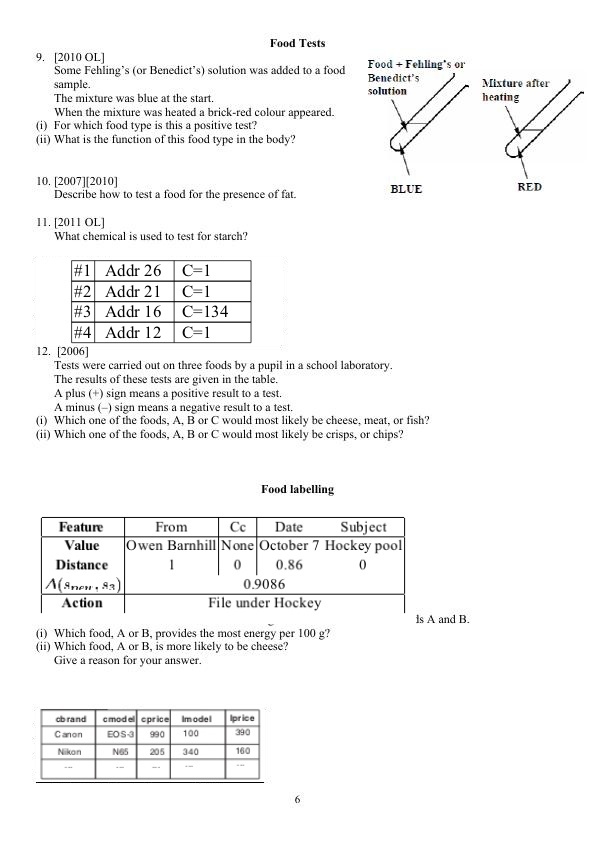 Food Tests
9. [2010 OL]
Some Fehling's (or Benedict's) solution was added to a food
sample.
The mixture was blue at the start.
When the mixture was heated a brick-red colour appeared.
(i) For which food type is this a positive test?
(ii) What is the function of this food type in the body?
Food + Fehling's or
Benedict's
solution
Mixture after
heating
BLUE
RED
10. [2007][2010]
Describe how to test a food for the presence of fat.
11. [2011 OL]
What chemical is used to test for starch?
#1 Addr 26 C=1
#2 Addr 21 C=1
#3 Addr 16 C=134
#4 Addr 12 C=1
12. [2006]
Tests were carried out on three foods by a pupil in a school laboratory.
The results of these tests are given in the table.
A plus (+) sign means a positive result to a test.
A minus (–) sign means a negative result to a test.
(i) Which one of the foods, A, B or C would most likely be cheese, meat, or fish?
(ii) Which one of the foods, A, B or C would most likely be crisps, or chips?
Food labelling
Feature From Cc Date Subject
Value Owen Barnhill None October 7 Hockey pool
Distance 1 0 0.86 0
0.9086
Action File under Hockey
A and B.
(i) Which food, A or B, provides the most energy per 100 g?
(ii) Which food, A or B, is more likely to be cheese?
Give a reason for your answer.
cbrand cmodel cprice lmodel lprice
Canon EOS-3 990 100 390
Nikon N65 205 340 160
... ... ... ... ...
6